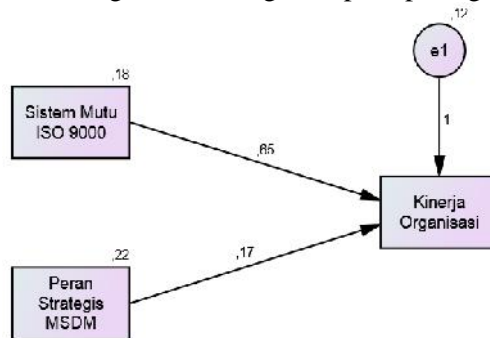 ,12
e1
,18
Sistem Mutu
ISO 9000
,65
1
Kinerja
Organisasi
,17
,22
Peran
Strategis
MSDM